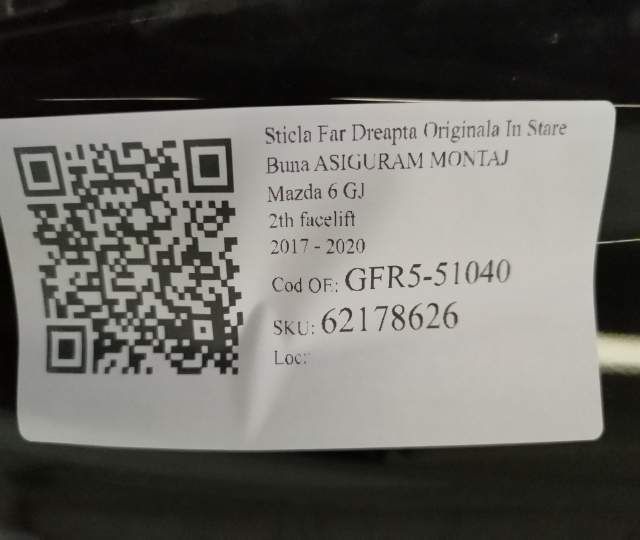 Sticla Far Dreapta Originala In Stare
Buna ASIGURAM MONTAJ
Mazda 6 GJ
2th facelift
2017 - 2020
Cod OE: GFR5-51040
SKU: 62178626
Loc: